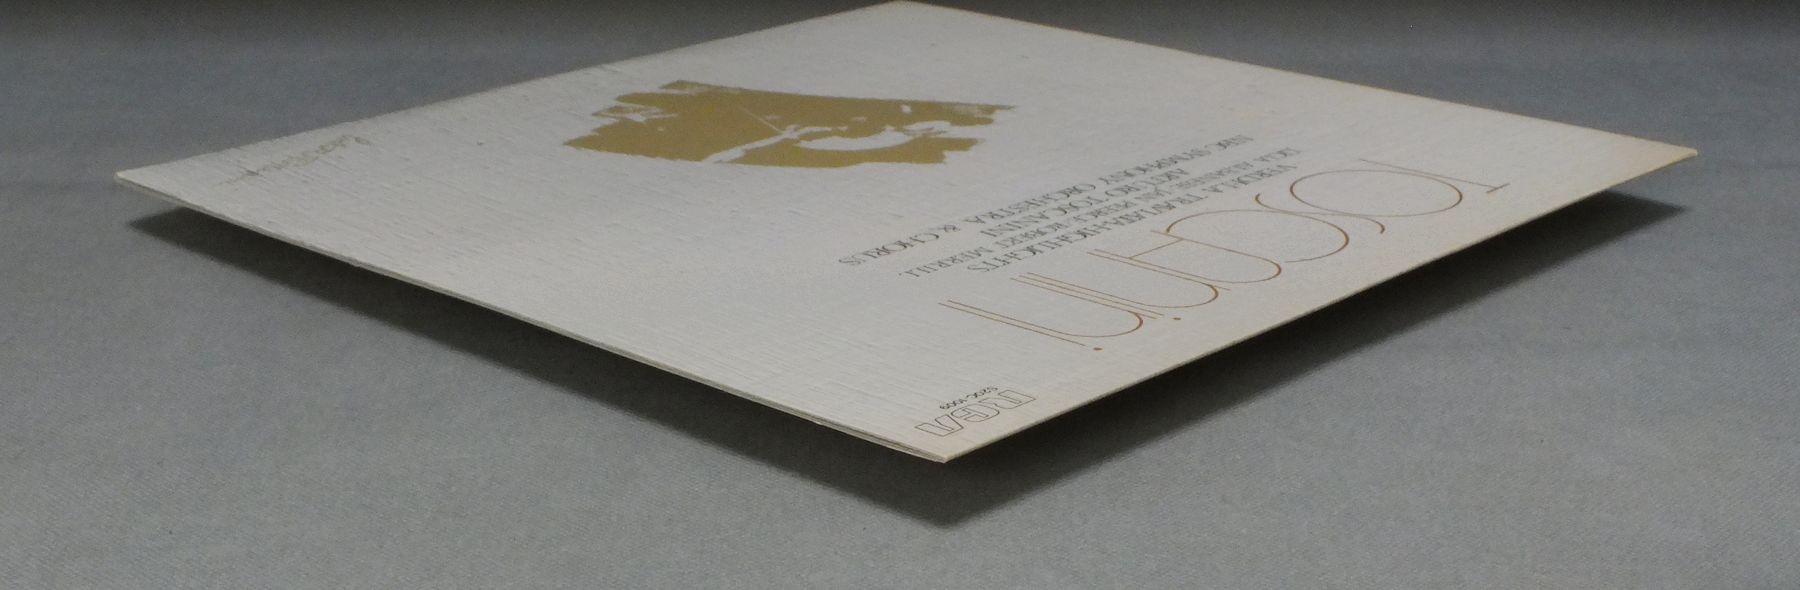 Toscanini
VERDI: LA TRAVIATA-HIGHLIGHTS
LICIA ALBANESE, JAN PEERCE, ROBERT MERRILL
ARTURO TOSCANINI
NBC SYMPHONY ORCHESTRA & CHORUS
RCA